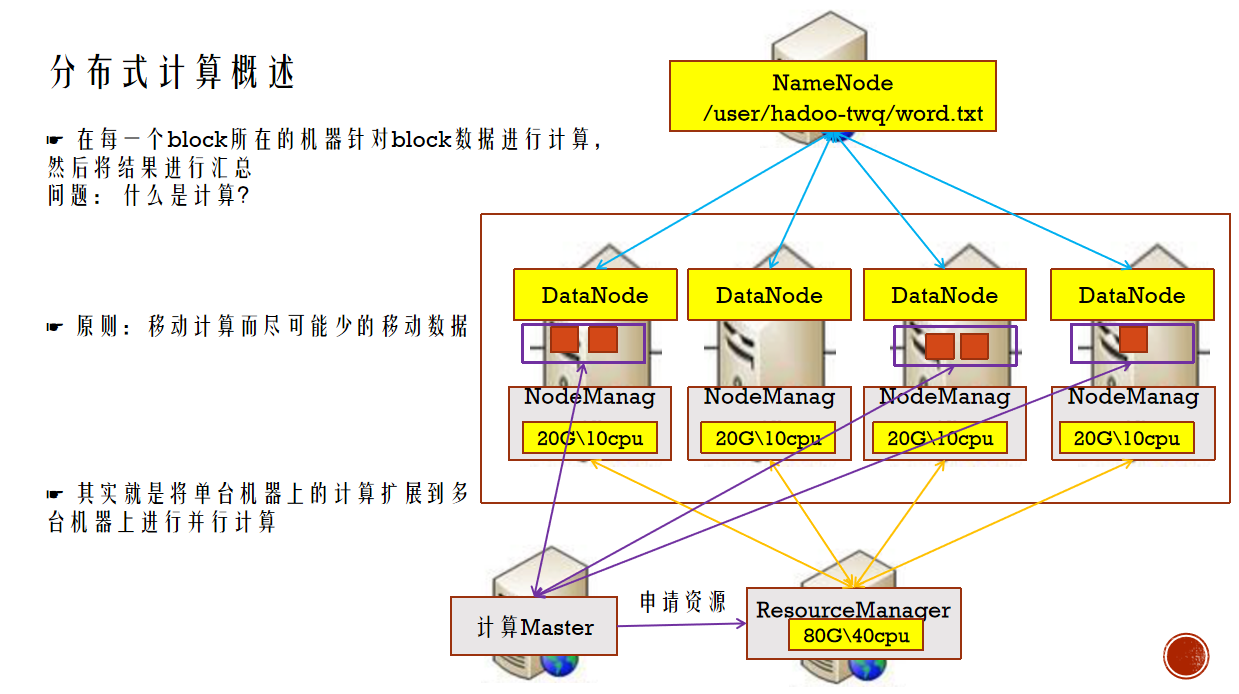 分布式计算概述
☛ 在每一个block所在的机器针对block数据进行计算，
然后将结果进行汇总
问题： 什么是计算?
☛ 原则：移动计算而尽可能少的移动数据
☛ 其实就是将单台机器上的计算扩展到多
台机器上进行并行计算
NameNode
/user/hadoo-twq/word.txt
DataNode
DataNode
DataNode
DataNode
NodeManag
NodeManag
NodeManag
NodeManag
20G\10cpu
20G\10cpu
20G\10cpu
20G\10cpu
计算Master
申请资源
ResourceManager
80G\40cpu